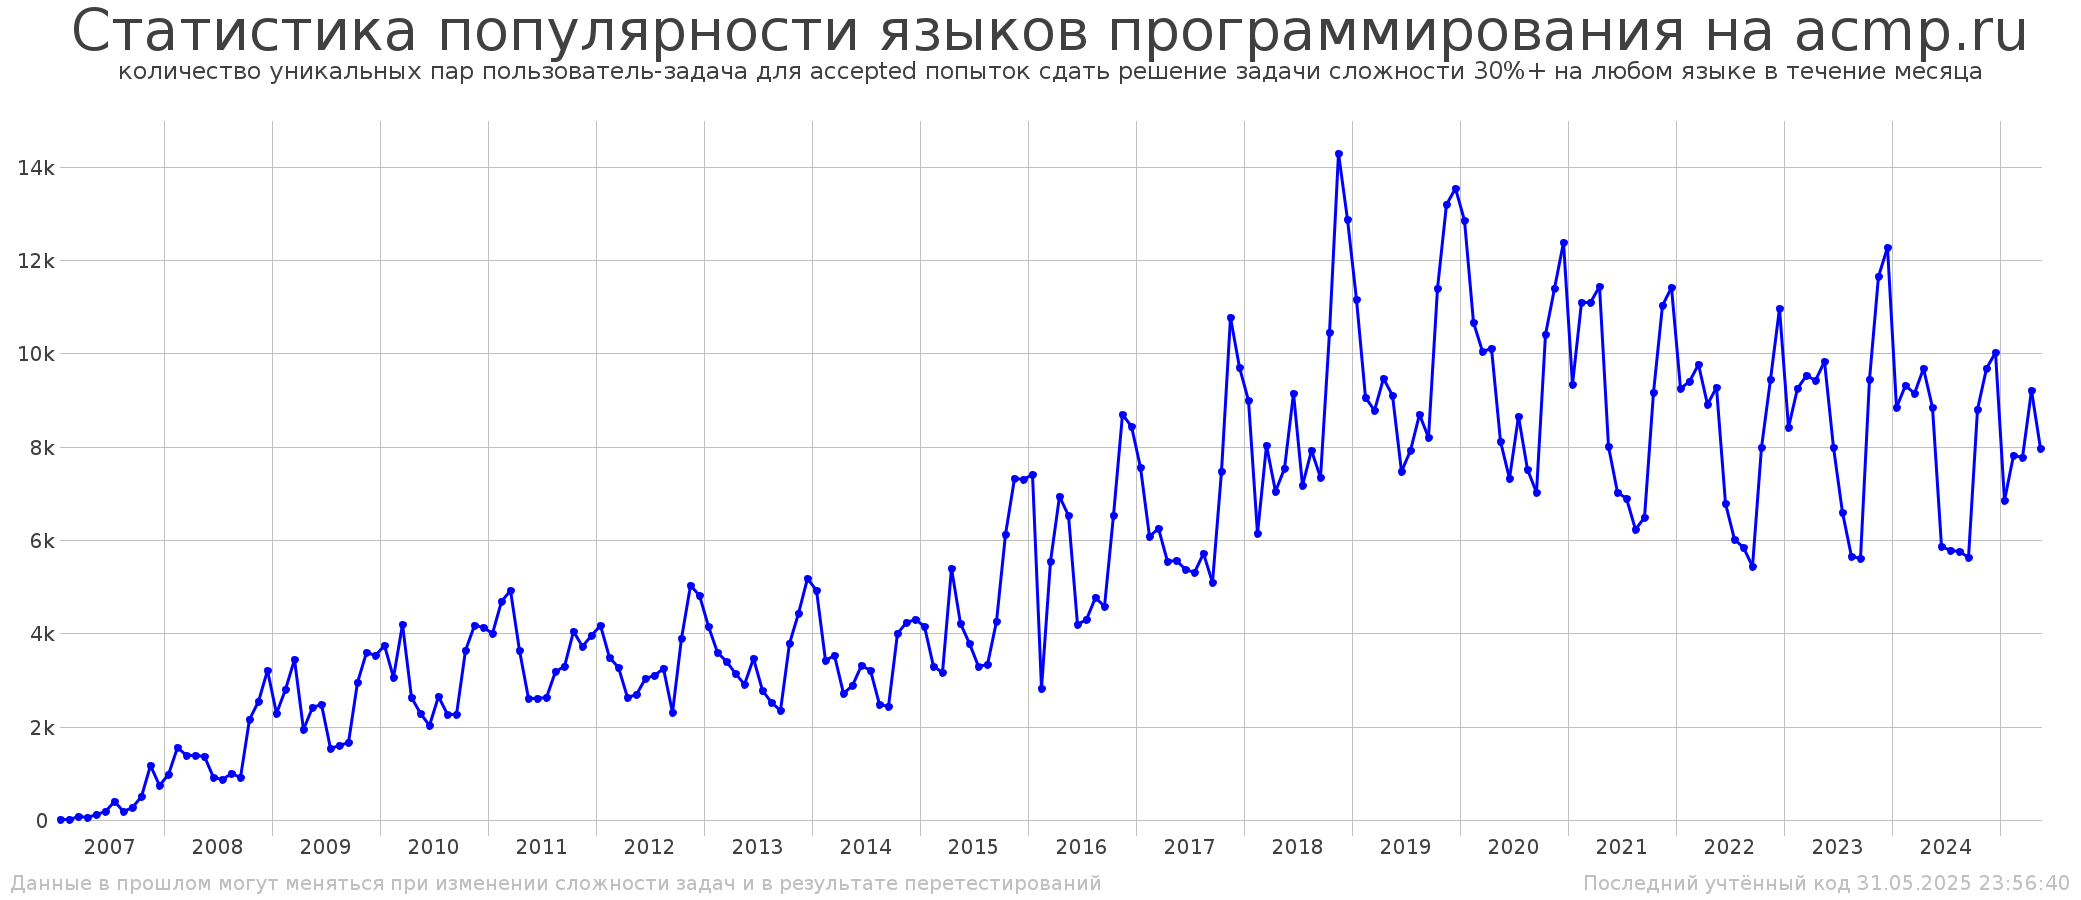 Статистика популярности языков программирования на acmp.ru
количество уникальных пар пользователь-задача для accepted попыток сдать решение задачи сложности 30%+ на любом языке в течение месяца
14k
12k
10k
8k
6k
4k
2k
0
2007 2008 2009 2010 2011 2012 2013 2014 2015 2016 2017 2018 2019 2020 2021 2022 2023 2024
Данные в прошлом могут меняться при изменении сложности задач и в результате перетестирований
Последний учтённый код 31.05.2025 23:56:40